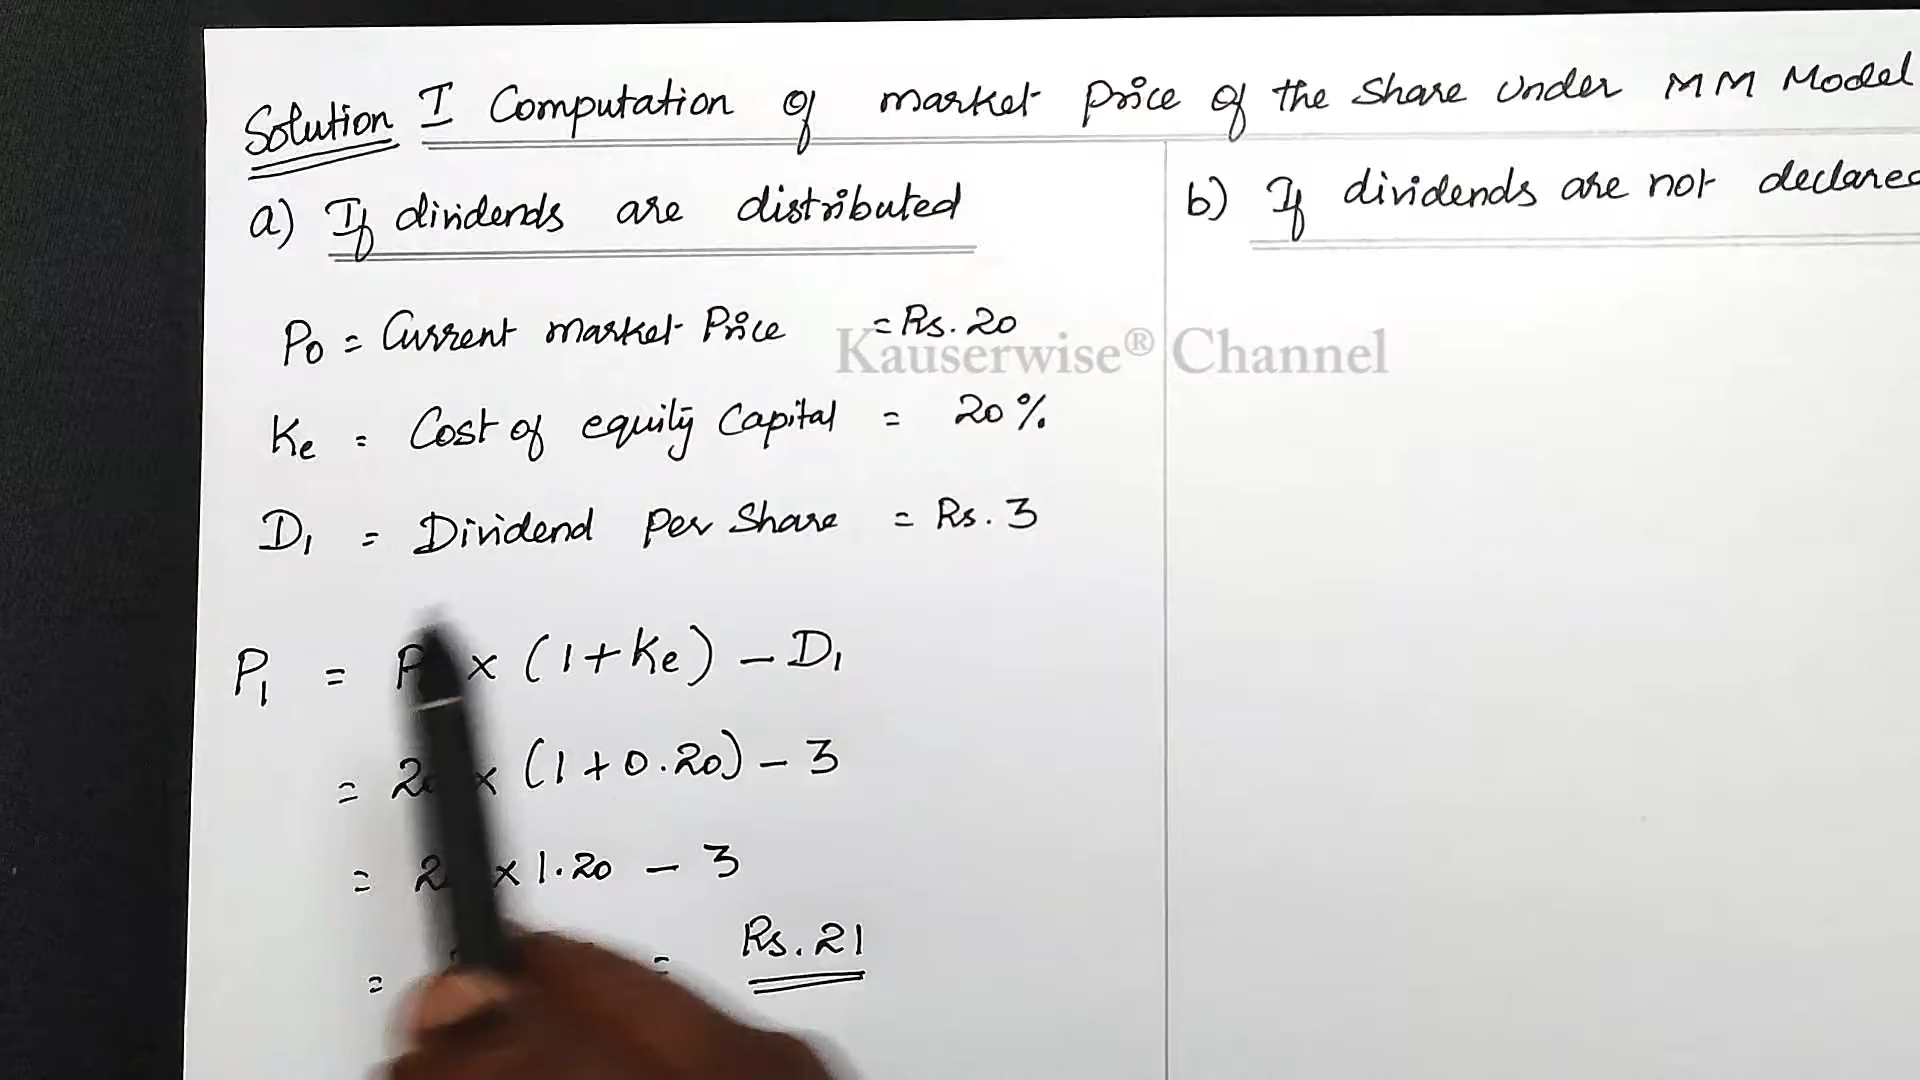 Solution I Computation of market price of the share under MM Model
a) If dividends are distributed
b) If dividends are not declared
P0 = Current market Price = Rs. 20
Kauserwise® Channel
Ke = Cost of equity Capital = 20%
D1 = Dividend per share = Rs. 3
P1 = P × (1 + Ke) – D1
= 2 × (1 + 0.20) – 3
= 2 × 1.20 – 3
= = Rs. 21